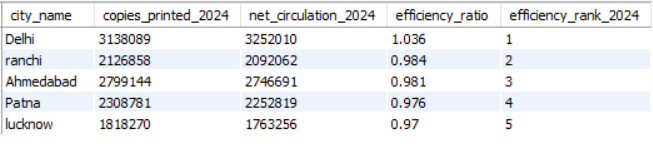 city_name copies_printed_2024 net_circulation_2024 efficiency_ratio efficiency_rank_2024
Delhi 3138089 3252010 1.036 1
ranchi 2126858 2092062 0.984 2
Ahmedabad 2799144 2746691 0.981 3
Patna 2308781 2252819 0.976 4
lucknow 1818270 1763256 0.97 5